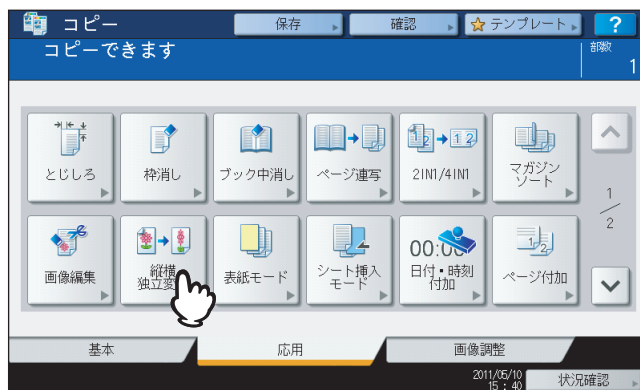 コピー
保存
確認
テンプレート
?
コピーできます
部数
1
とじしろ
枠消し
ブック中消し
ページ連写
2IN1/4IN1
マガジン
ソート
1
2
画像編集
縦横
独立変
表紙モード
シート挿入
モード
00:00
日付・時刻
付加
ページ付加
基本
応用
画像調整
2011/05/10
15 : 40
状況確認